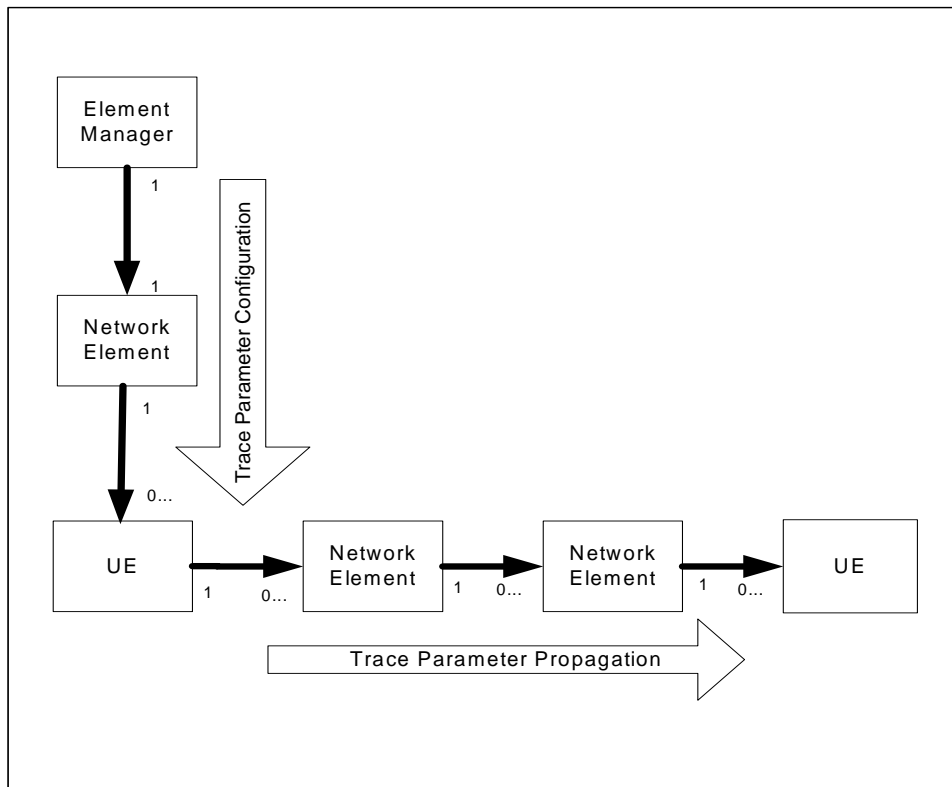 Element
Manager
1
1
Network
Element
Trace Parameter Configuration
1
0...
UE
Network
Element
Network
Element
UE
1
0...
1
0...
1
0...
Trace Parameter Propagation